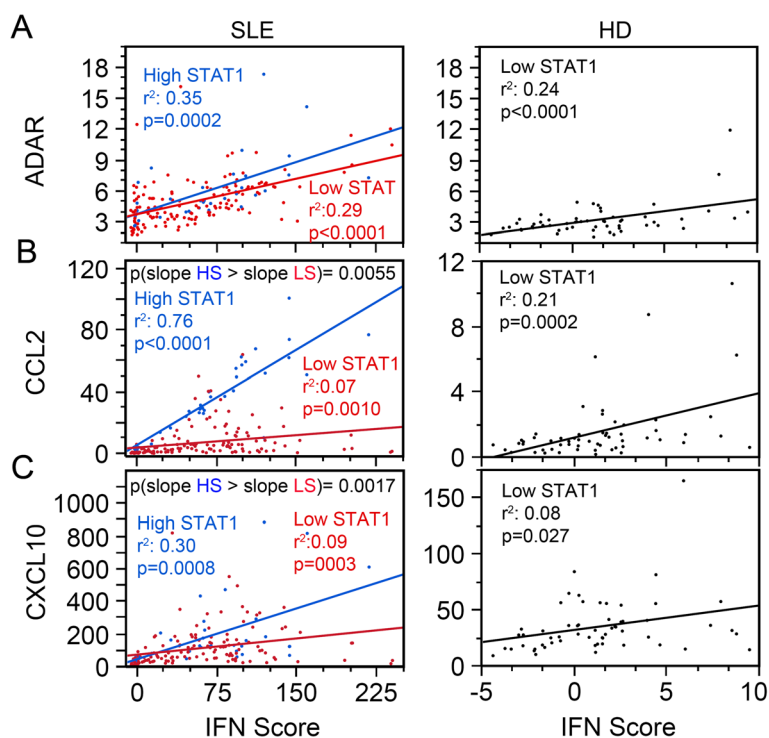 A
SLE
HD
ADAR
18
15
12
9
6
3
High STAT1
r²: 0.35
p=0.0002
Low STAT
r²:0.29
p<0.0001
18
15
12
9
6
3
Low STAT1
r²: 0.24
p<0.0001
B
CCL2
120
80
40
0
p(slope HS > slope LS)= 0.0055
High STAT1
r²: 0.76
p<0.0001
Low STAT1
r²:0.07
p=0.0010
12
8
4
0
Low STAT1
r²: 0.21
p=0.0002
C
CXCL10
1000
800
600
400
200
0
p(slope HS > slope LS)= 0.0017
High STAT1
r²: 0.30
p=0.0008
Low STAT1
r²:0.09
p=0003
0 75 150 225
IFN Score
150
100
50
0
Low STAT1
r²: 0.08
p=0.027
-5 0 5 10
IFN Score